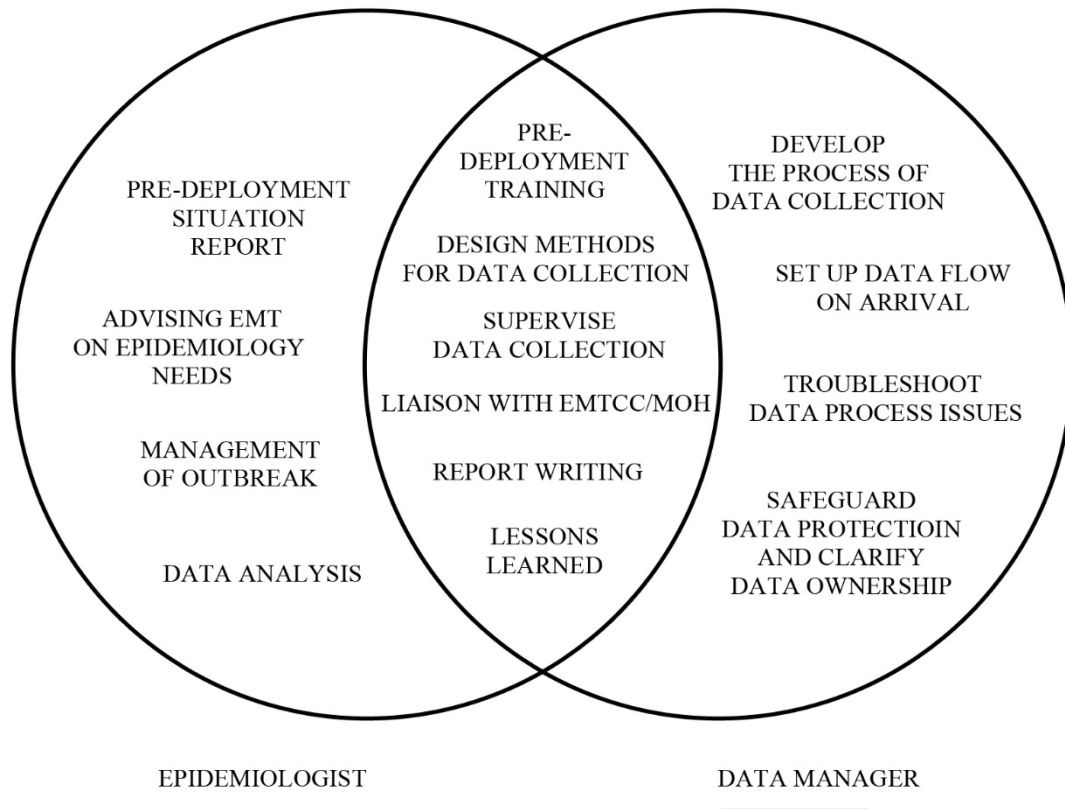 PRE-DEPLOYMENT
SITUATION
REPORT
ADVISING EMT
ON EPIDEMIOLOGY
NEEDS
MANAGEMENT
OF OUTBREAK
DATA ANALYSIS
PRE-
DEPLOYMENT
TRAINING
DESIGN METHODS
FOR DATA COLLECTION
SUPERVISE
DATA COLLECTION
LIAISON WITH EMTCC/MOH
REPORT WRITING
LESSONS
LEARNED
DEVELOP
THE PROCESS OF
DATA COLLECTION
SET UP DATA FLOW
ON ARRIVAL
TROUBLESHOOT
DATA PROCESS ISSUES
SAFEGUARD
DATA PROTECTIOIN
AND CLARIFY
DATA OWNERSHIP
EPIDEMIOLOGIST
DATA MANAGER